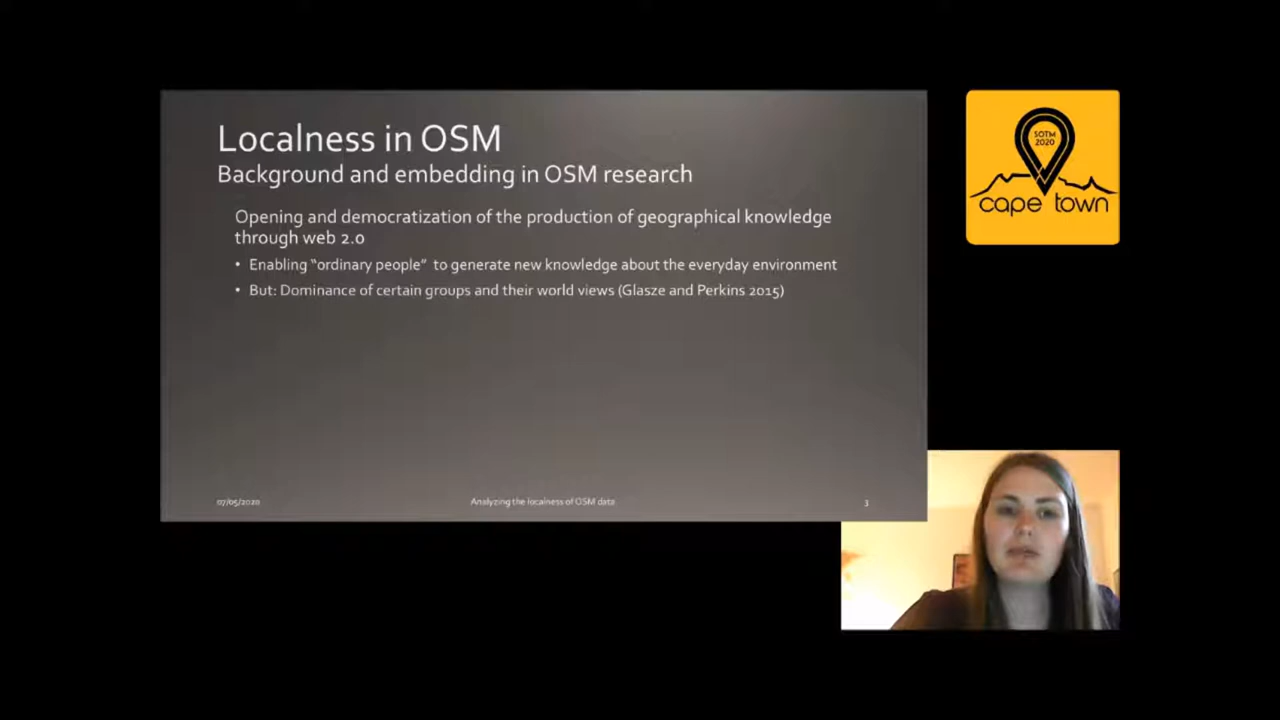 Localness in OSM
Background and embedding in OSM research
Opening and democratization of the production of geographical knowledge
through web 2.0
• Enabling “ordinary people”  to generate new knowledge about the everyday environment
• But: Dominance of certain groups and their world views (Glasze and Perkins 2015)
07/05/2020
Analyzing the localness of OSM data
3
SOTM
2020
cape town